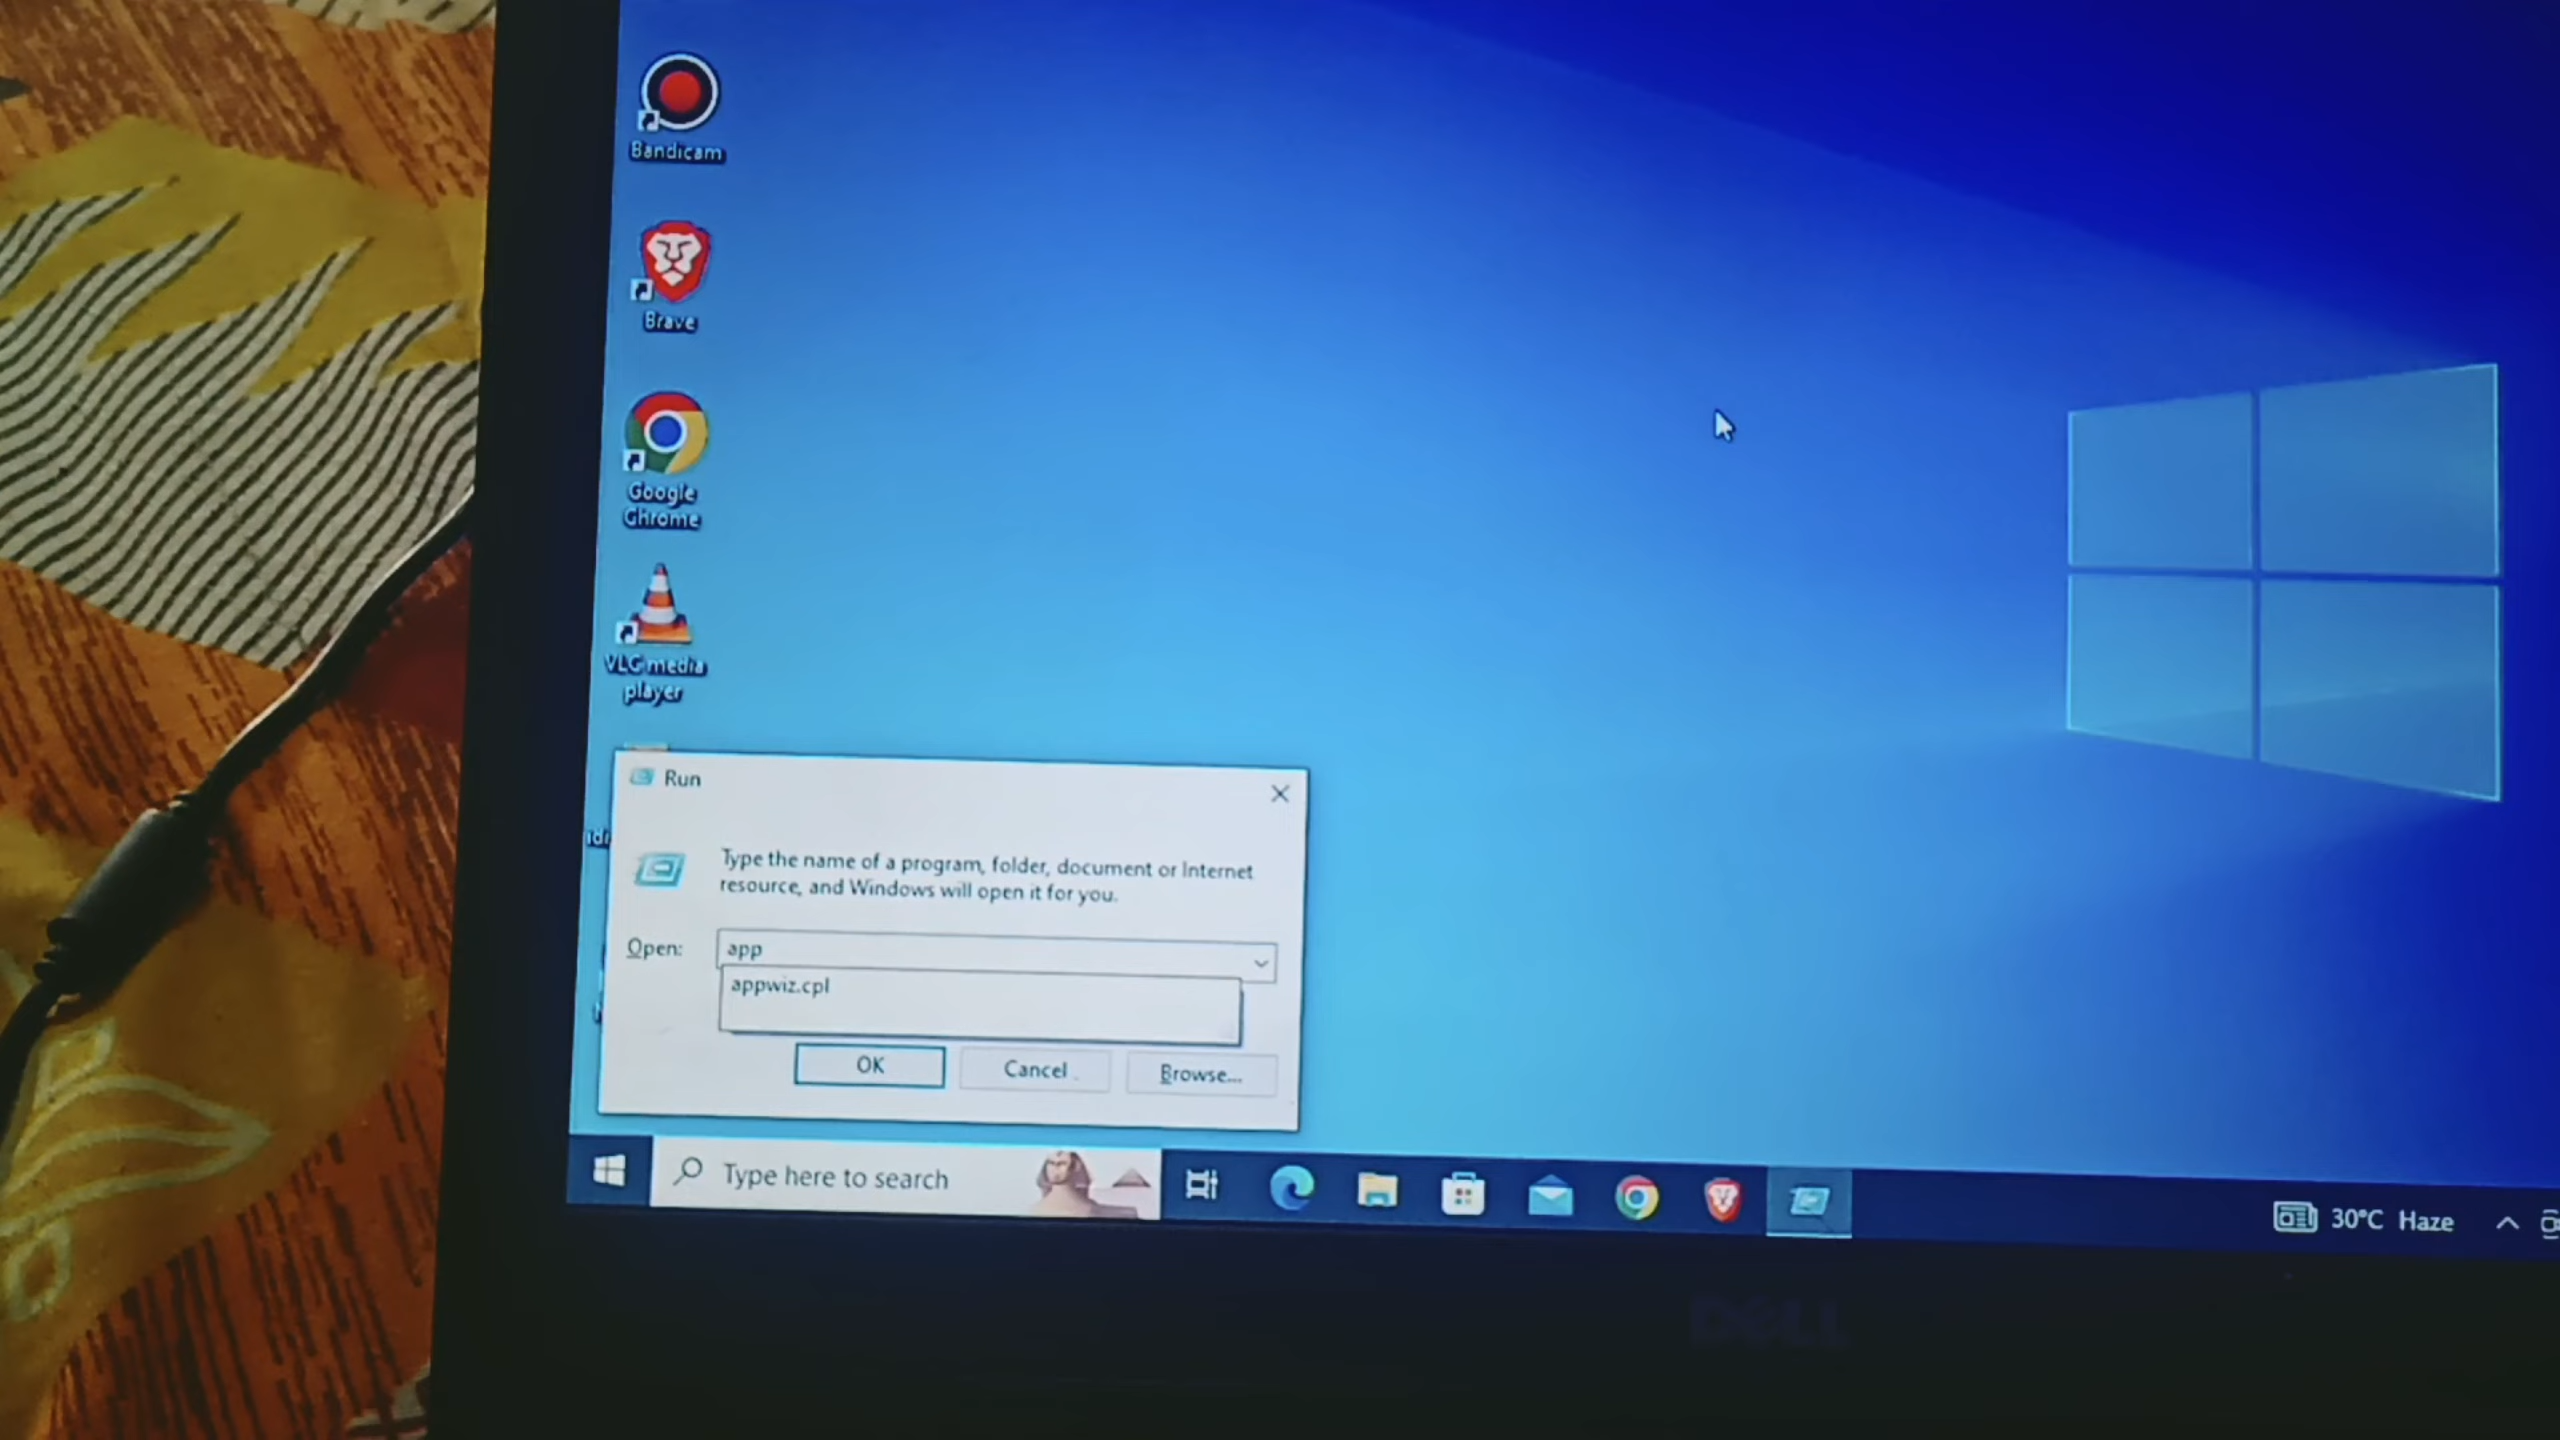 Bandicam
Brave
Google
Chrome
VLC media
player
Run
Type the name of a program, folder, document or Internet
resource, and Windows will open it for you.
Open:
app
appwiz.cpl
OK
Cancel
Browse...
Type here to search
30°C Haze
DELL